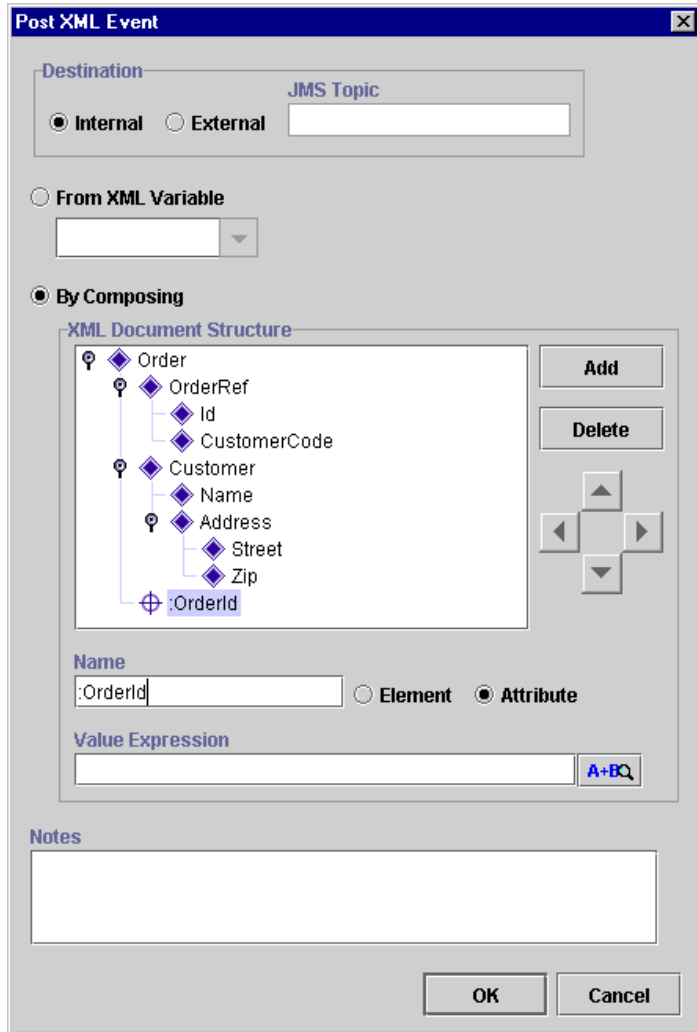 Post XML Event
Destination
JMS Topic
Internal External
From XML Variable
By Composing
XML Document Structure
Order
OrderRef
Id
CustomerCode
Customer
Name
Address
Street
Zip
:OrderId
Add
Delete
Name
:OrderId Element Attribute
Value Expression
A+B
Notes
OK Cancel